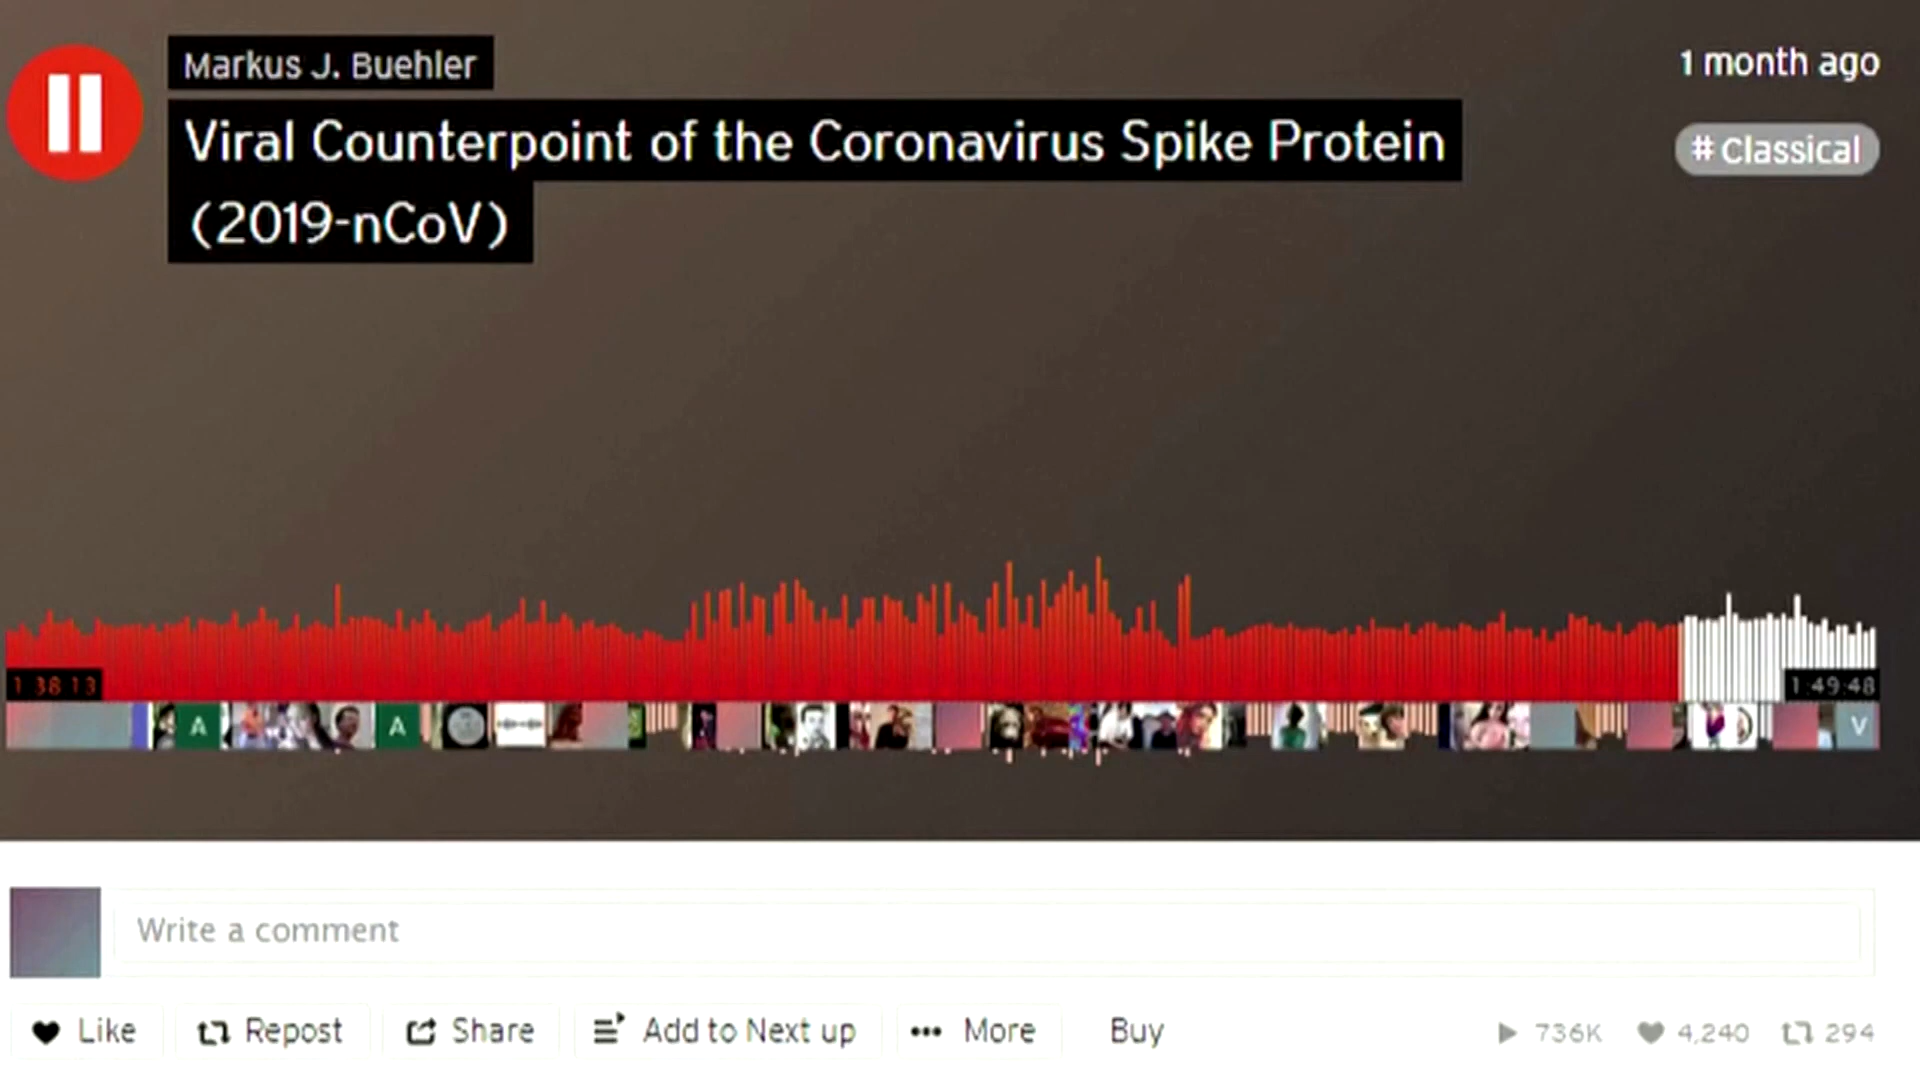 Markus J. Buehler
1 month ago
Viral Counterpoint of the Coronavirus Spike Protein
(2019-nCoV)
# Classical
1:38:13
1:49:48
A
A
V
Write a comment
Like
Repost
Share
Add to Next up
More
Buy
736K
4,240
294